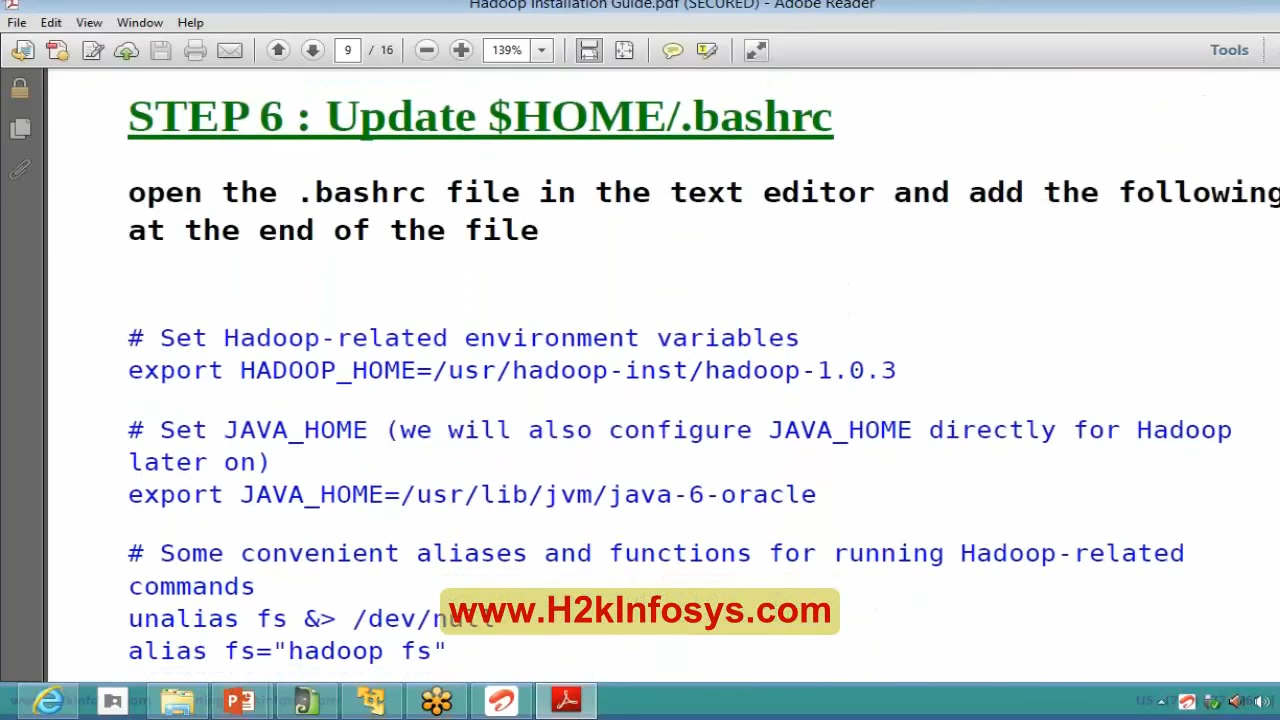 Hadoop Installation Guide.pdf (SECURED) - Adobe Reader
File Edit View Window Help
9 / 16 139% Tools
STEP 6 : Update $HOME/.bashrc
open the .bashrc file in the text editor and add the following
at the end of the file
# Set Hadoop-related environment variables
export HADOOP_HOME=/usr/hadoop-inst/hadoop-1.0.3
# Set JAVA_HOME (we will also configure JAVA_HOME directly for Hadoop
later on)
export JAVA_HOME=/usr/lib/jvm/java-6-oracle
# Some convenient aliases and functions for running Hadoop-related
commands
unalias fs &> /dev/null
www.H2kInfosys.com
alias fs="hadoop fs"